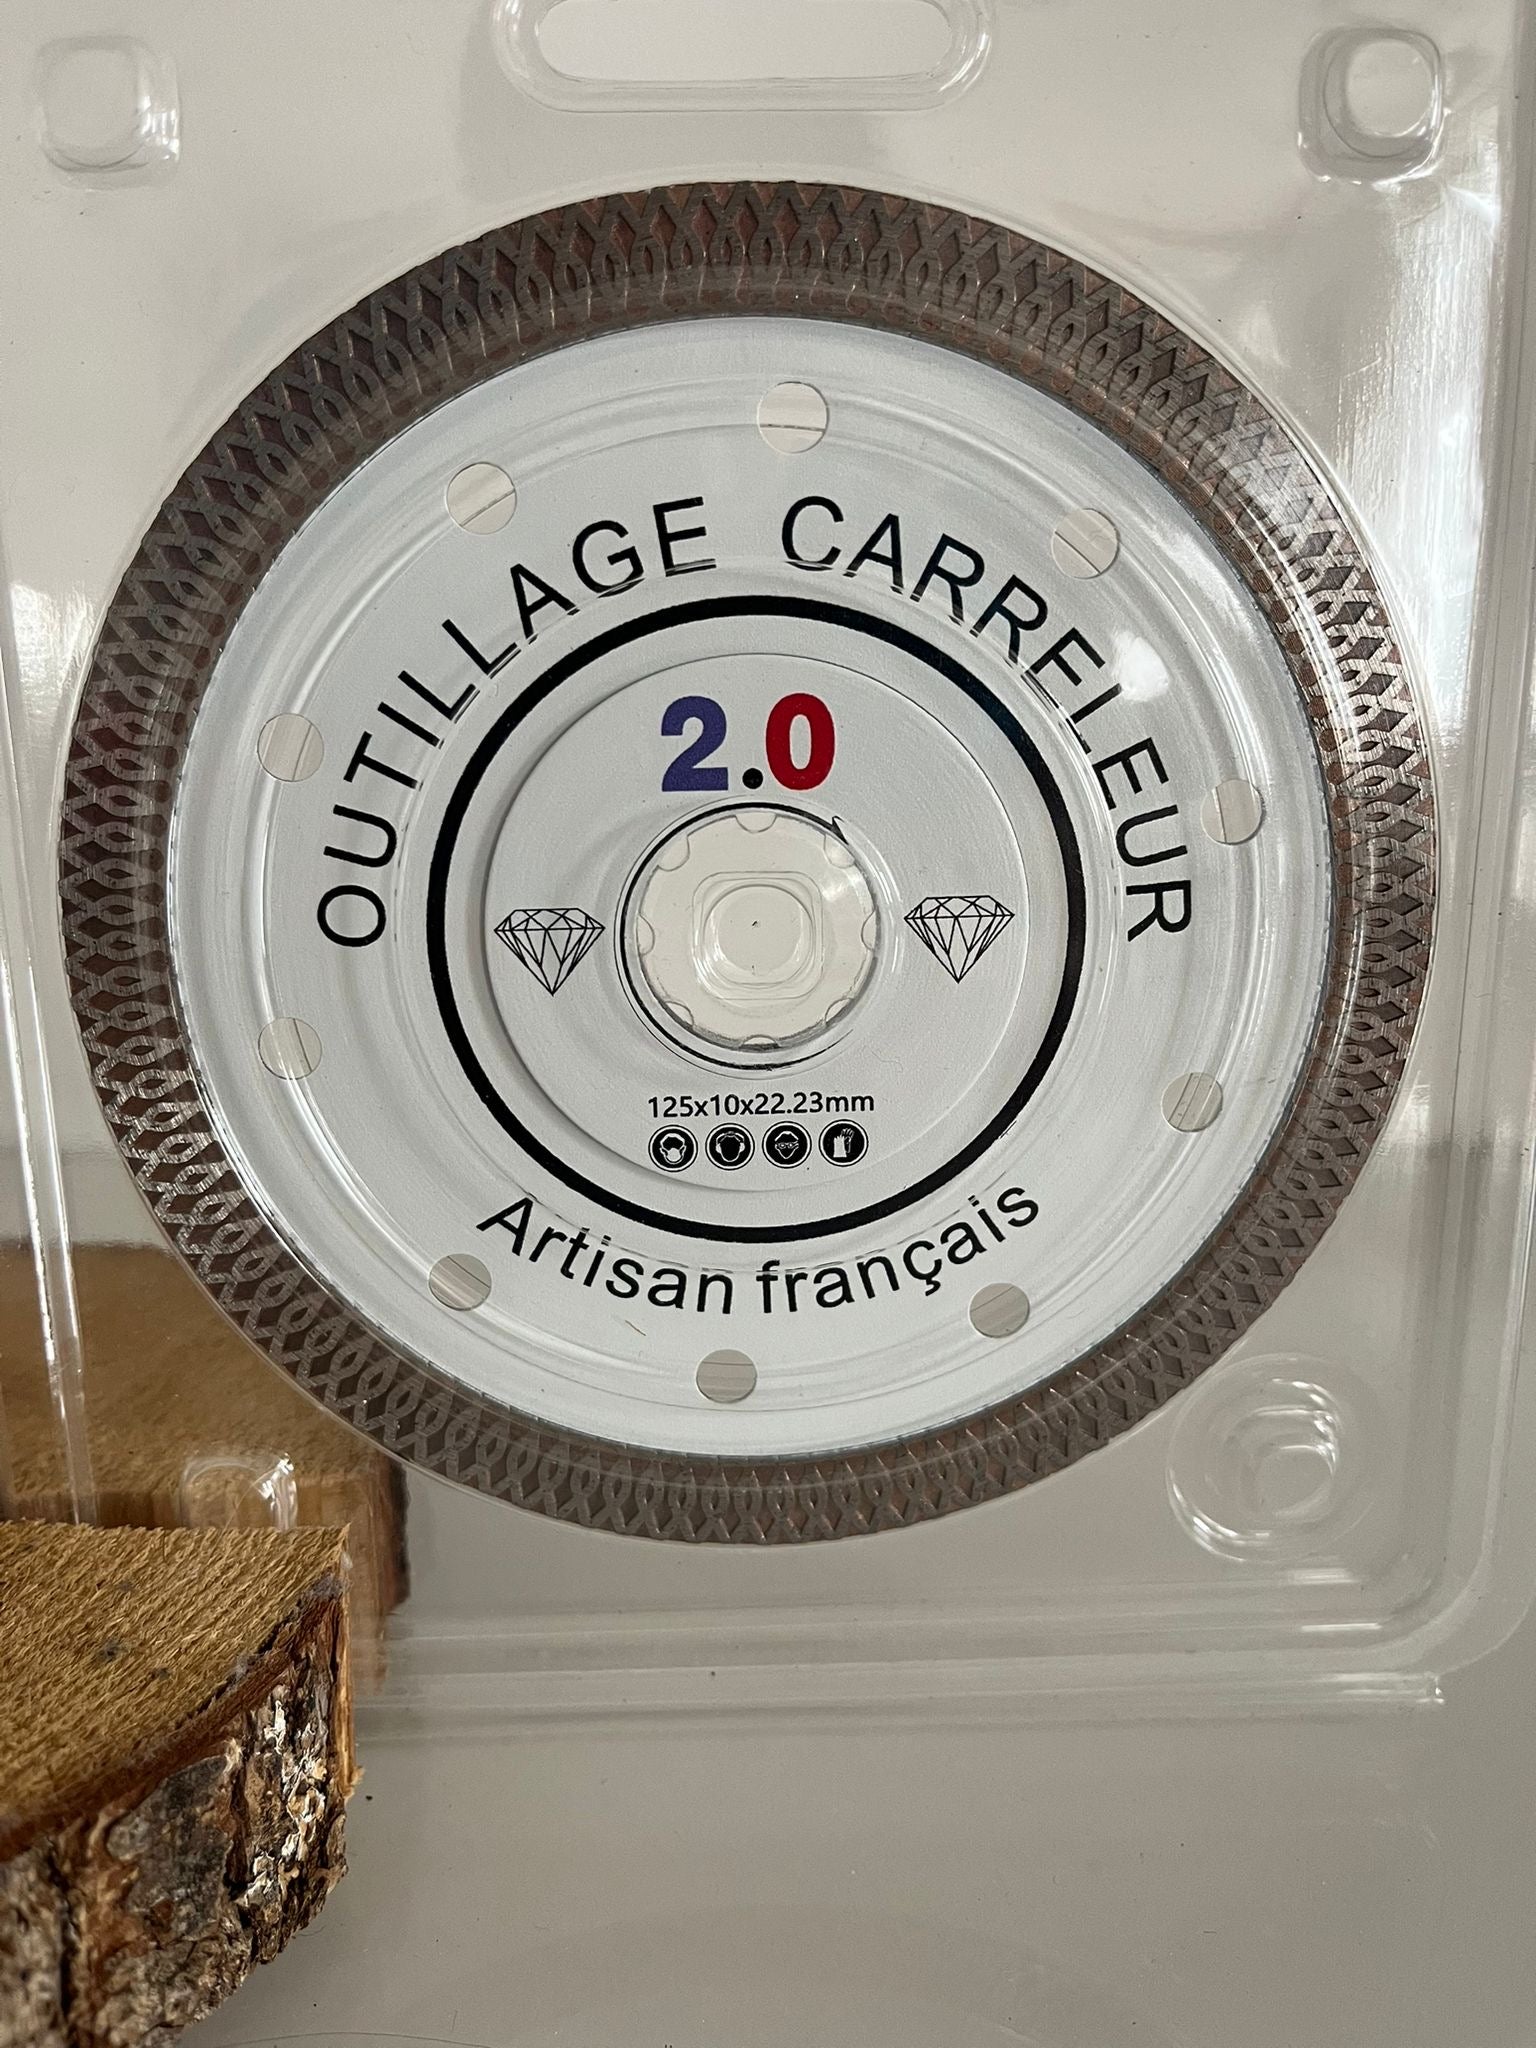 OUTILLAGE CARRELEUR
2.0
125x10x22.23mm
Artisan français